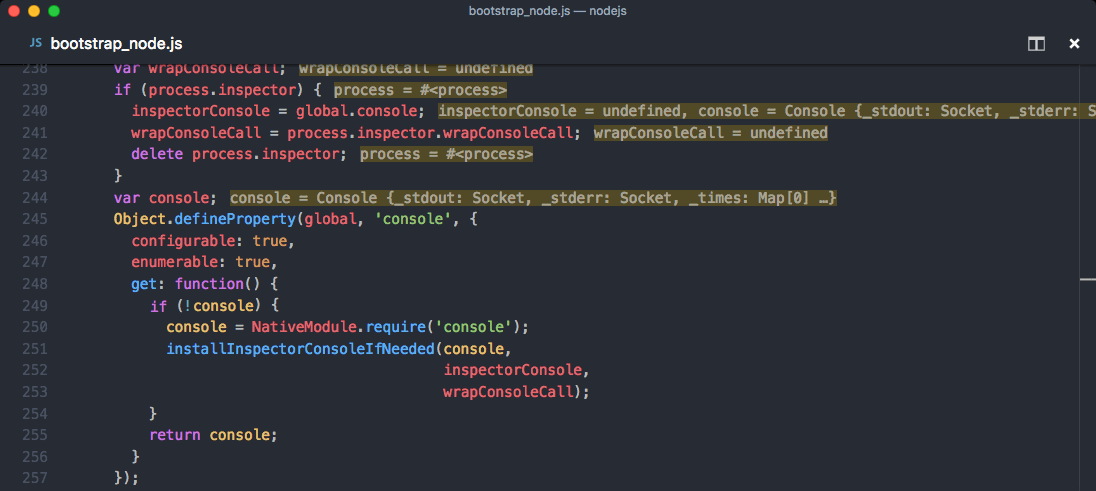 bootstrap_node.js — nodejs
JS bootstrap_node.js
238 var wrapConsoleCall; wrapConsoleCall = undefined
239 if (process.inspector) { process = #<process>
240 inspectorConsole = global.console; inspectorConsole = undefined, console = Console {_stdout: Socket, _stderr: S
241 wrapConsoleCall = process.inspector.wrapConsoleCall; wrapConsoleCall = undefined
242 delete process.inspector; process = #<process>
243 }
244 var console; console = Console {_stdout: Socket, _stderr: Socket, _times: Map[0] …}
245 Object.defineProperty(global, 'console', {
246 configurable: true,
247 enumerable: true,
248 get: function() {
249 if (!console) {
250 console = NativeModule.require('console');
251 installInspectorConsoleIfNeeded(console,
252 inspectorConsole,
253 wrapConsoleCall);
254 }
255 return console;
256 }
257 });